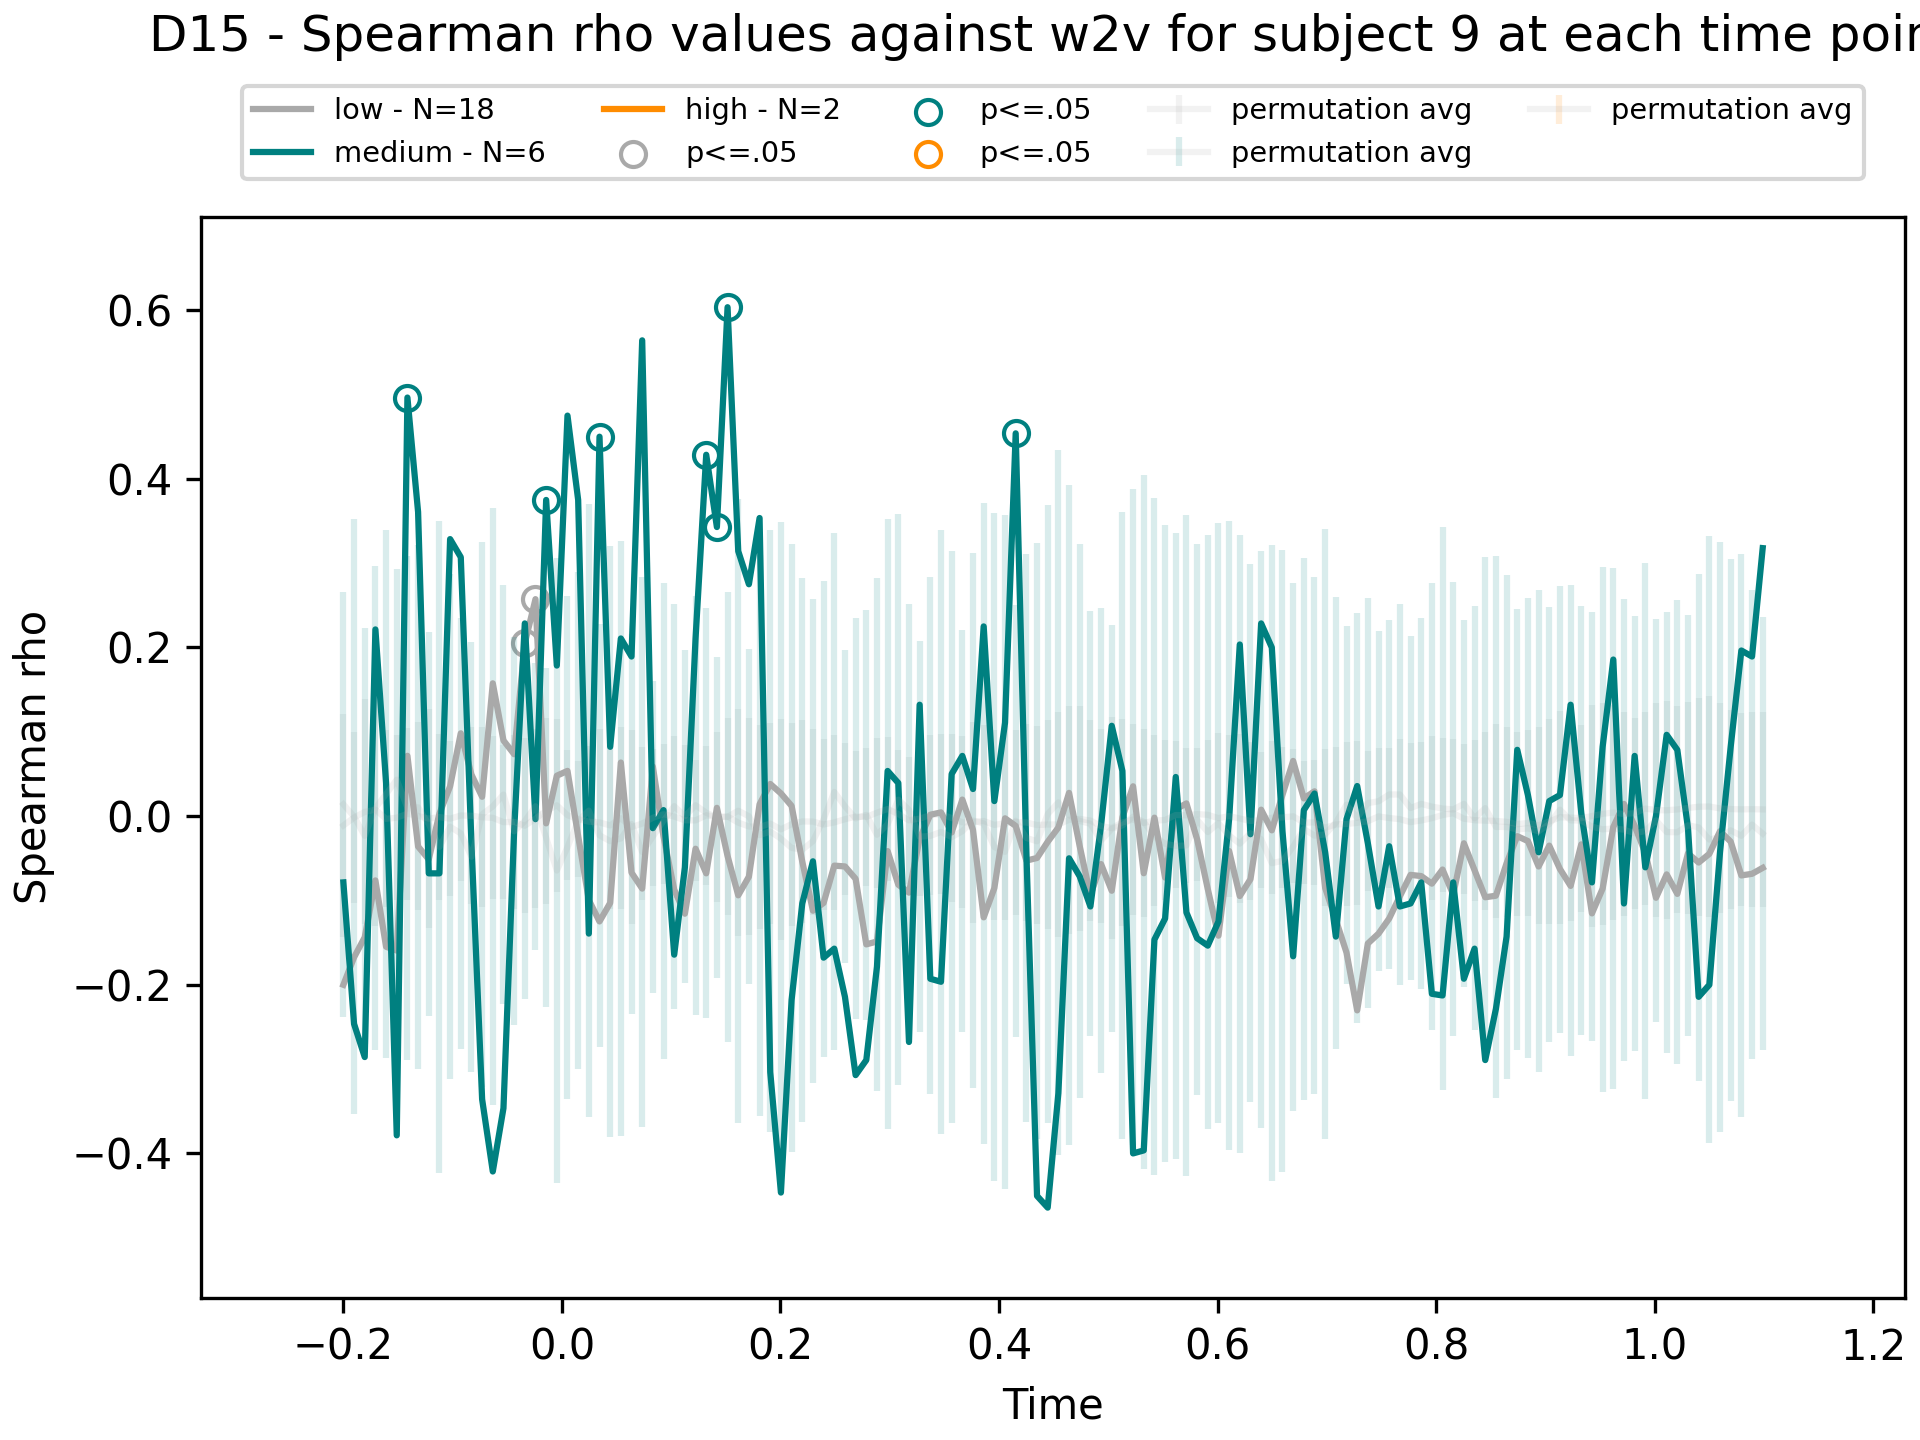 D15 - Spearman rho values against w2v for subject 9 at each time poin
low - N=18 high - N=2 p<=.05 permutation avg permutation avg
medium - N=6 p<=.05 p<=.05 permutation avg
0.6
0.4
0.2
0.0
−0.2
−0.4
Spearman rho
−0.2 0.0 0.2 0.4 0.6 0.8 1.0 1.2
Time